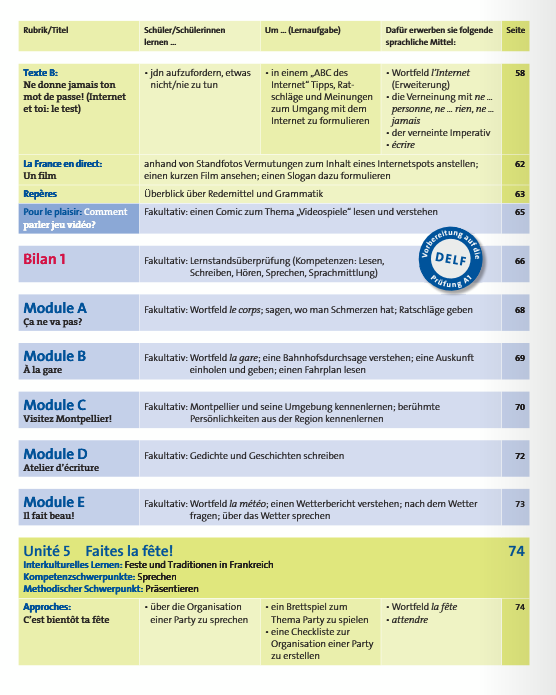 Rubrik/Titel
Schüler/Schülerinnen
lernen ...
Um ... (Lernaufgabe)
Dafür erwerben sie folgende
sprachliche Mittel:
Seite
Texte B:
Ne donne jamais ton
mot de passe! (Internet
et toi: le test)
• jdn aufzufordern, etwas
nicht/nie zu tun
• in einem „ABC des
Internet“ Tipps, Rat-
schläge und Meinungen
zum Umgang mit dem
Internet zu formulieren
• Wortfeld l'Internet
(Erweiterung)
• die Verneinung mit ne ...
personne, ne ... rien, ne ...
jamais
• der verneinte Imperativ
• écrire
58
La France en direct:
Un film
anhand von Standfotos Vermutungen zum Inhalt eines Internetspots anstellen;
einen kurzen Film ansehen; einen Slogan dazu formulieren
62
Repères
Überblick über Redemittel und Grammatik
63
Pour le plaisir: Comment
parler jeu vidéo?
Fakultativ: einen Comic zum Thema „Videospiele“ lesen und verstehen
65
Bilan 1
Fakultativ: Lernstandsüberprüfung (Kompetenzen: Lesen,
Schreiben, Hören, Sprechen, Sprachmittlung)
Vorbereitung auf die
DELF
Prüfung A1
66
Module A
Ça ne va pas?
Fakultativ: Wortfeld le corps; sagen, wo man Schmerzen hat; Ratschläge geben
68
Module B
À la gare
Fakultativ: Wortfeld la gare; eine Bahnhofsdurchsage verstehen; eine Auskunft
einholen und geben; einen Fahrplan lesen
69
Module C
Visitez Montpellier!
Fakultativ: Montpellier und seine Umgebung kennenlernen; berühmte
Persönlichkeiten aus der Region kennenlernen
70
Module D
Atelier d'écriture
Fakultativ: Gedichte und Geschichten schreiben
72
Module E
Il fait beau!
Fakultativ: Wortfeld la météo; einen Wetterbericht verstehen; nach dem Wetter
fragen; über das Wetter sprechen
73
Unité 5 Faites la fête!
74
Interkulturelles Lernen: Feste und Traditionen in Frankreich
Kompetenzschwerpunkte: Sprechen
Methodischer Schwerpunkt: Präsentieren
Approches:
C'est bientôt ta fête
• über die Organisation
einer Party zu sprechen
• ein Brettspiel zum
Thema Party zu spielen
• eine Checkliste zur
Organisation einer Party
zu erstellen
• Wortfeld la fête
• attendre
74